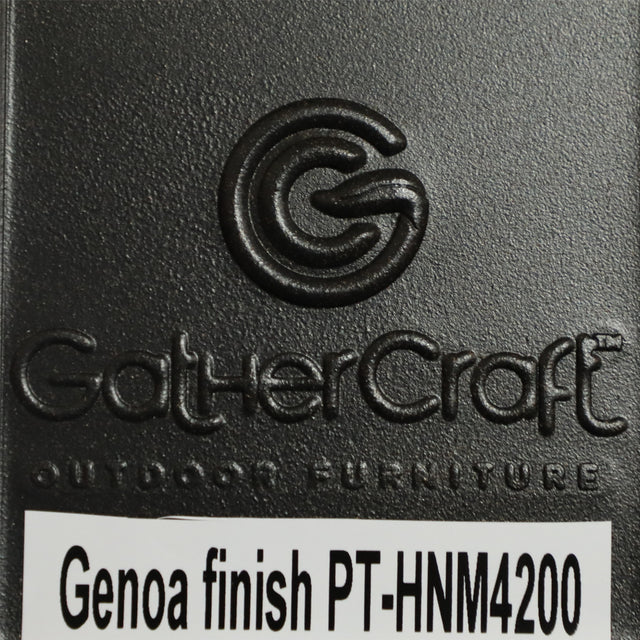 GatherCraft™
OUTDOOR FURNITURE
Genoa finish PT-HNM4200